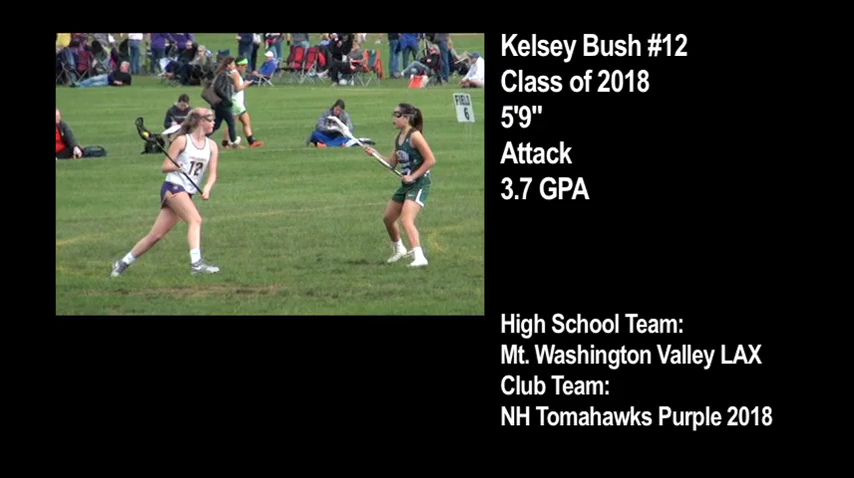 Kelsey Bush #12
Class of 2018
5'9"
Attack
3.7 GPA
FIELD
6
12
High School Team:
Mt. Washington Valley LAX
Club Team:
NH Tomahawks Purple 2018